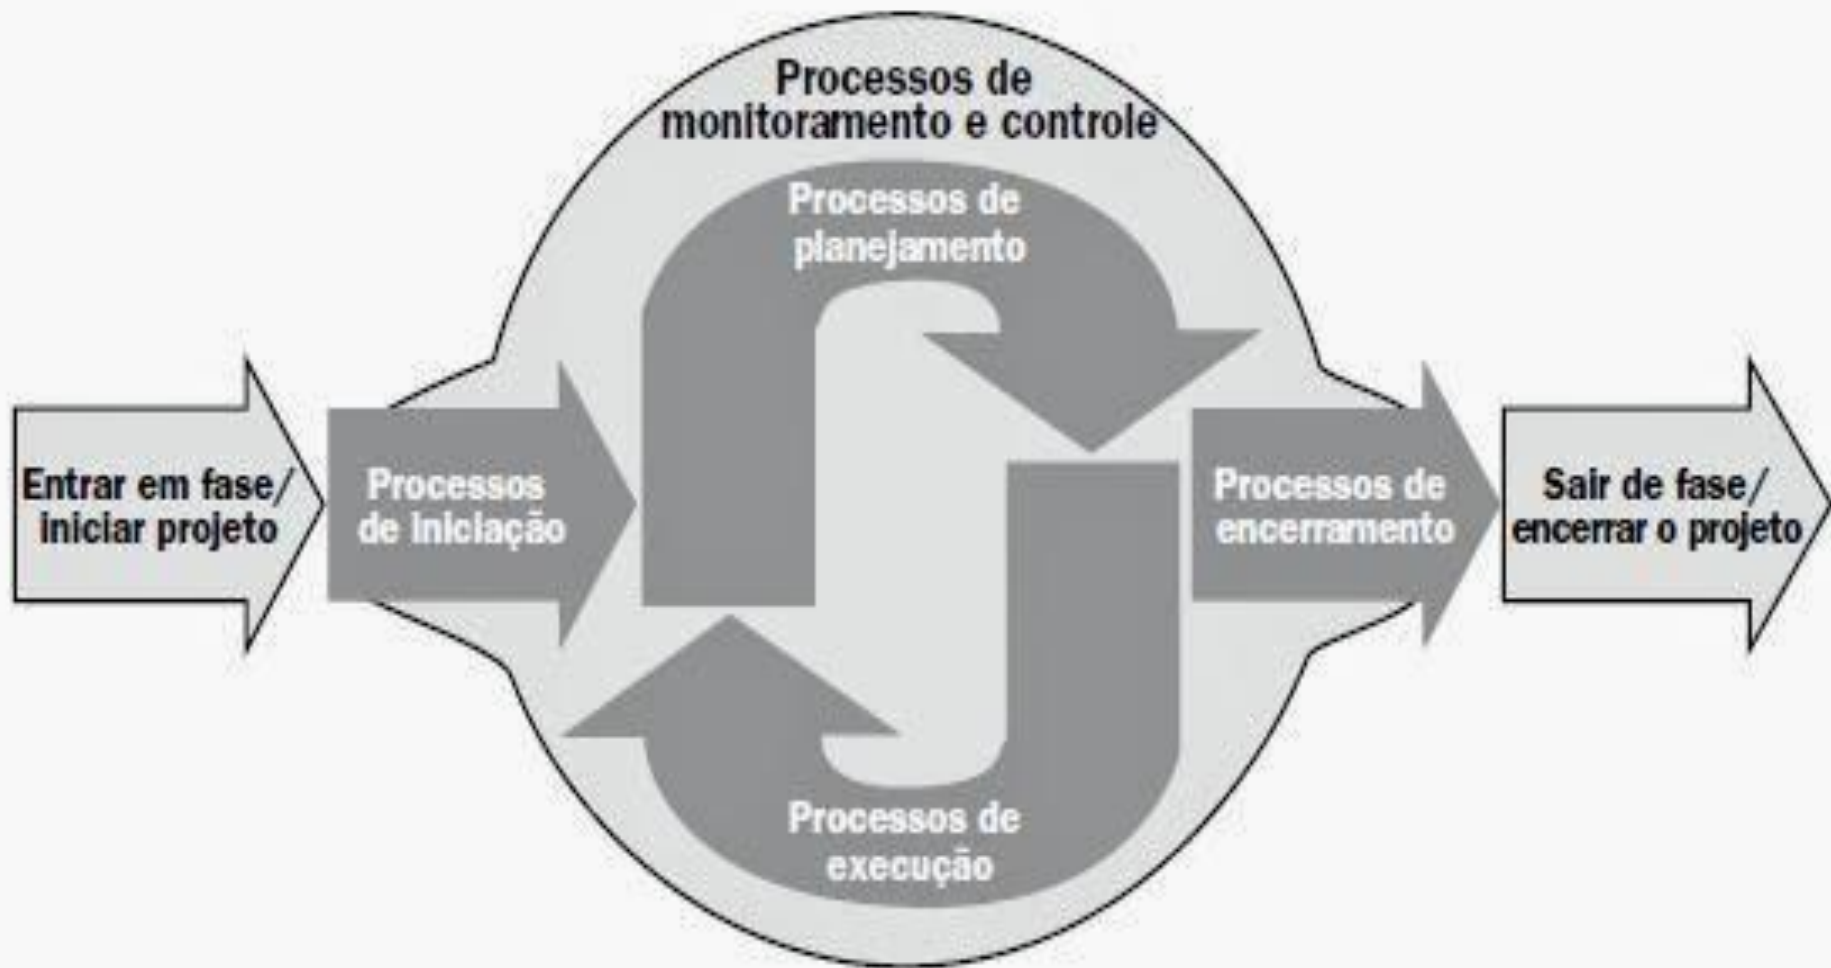 Processos de
monitoramento e controle
Processos de
planejamento
Entrar em fase/
iniciar projeto
Processos
de iniciação
Processos de
encerramento
Sair de fase/
encerrar o projeto
Processos de
execução